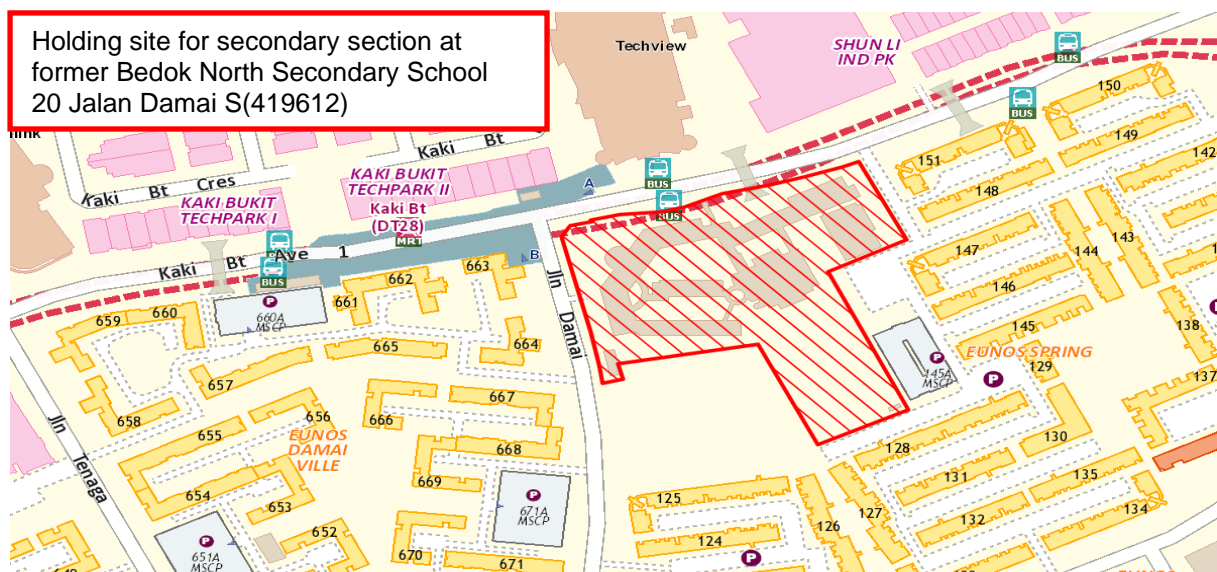 Holding site for secondary section at
former Bedok North Secondary School
20 Jalan Damai S(419612)
Techview
SHUN LI
IND PK
BUS
BUS
150
149
142
151
148
Kaki Bt
Kaki Bt Cres
KAKI BUKIT
TECHPARK II
KAKI BUKIT
TECHPARK I
Kaki Bt
(DT28)
MRT
A
B
BUS
BUS
BUS
BUS
Kaki Bt Ave 1
Jln Damai
147
146
144
143
145
138
137
EUNOS SPRING
P
145A
MSCP
P
P
129
128
130
131
135
132
134
127
126
125
124
P
659
660
P
660A
MSCP
661
662
663
664
665
657
658
656
655
654
653
652
EUNOS
DAMAI
VILLE
666
667
668
669
670
671
P
671A
MSCP
P
651A
MSCP
Jln Tenaga